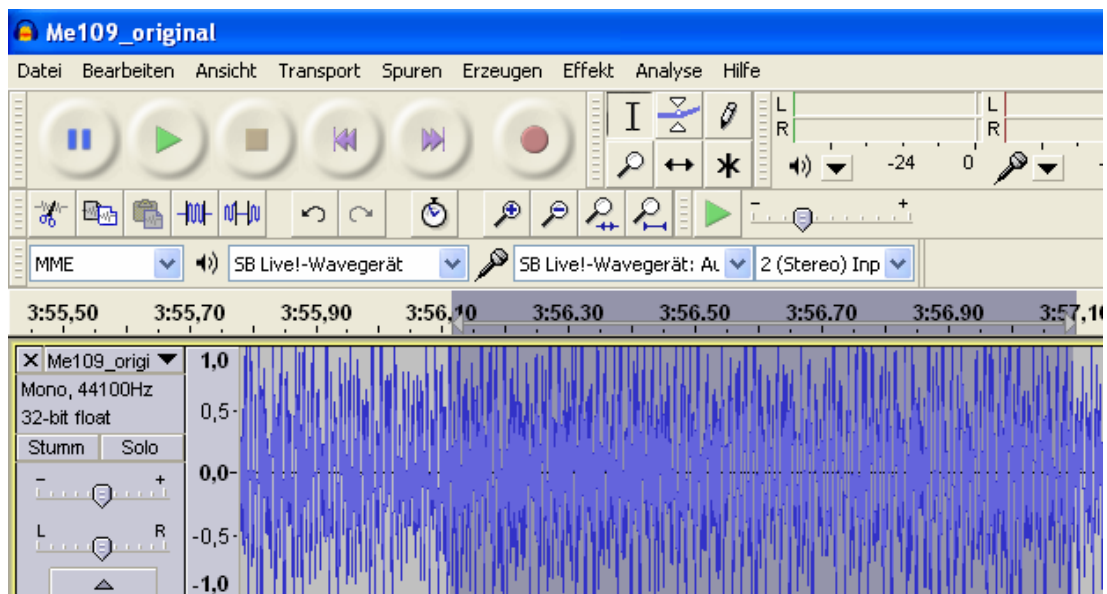 Me109_original
Datei Bearbeiten Ansicht Transport Spuren Erzeugen Effekt Analyse Hilfe
L
R
-24 0
L
R
- +
MME SB Live!-Wavegerät SB Live!-Wavegerät: Au 2 (Stereo) Inp
3:55,50 3:55,70 3:55,90 3:56,10 3:56.30 3:56.50 3:56.70 3:56.90 3:57,10
X Me109_origi
Mono, 44100Hz
32-bit float
Stumm Solo
- +
L R
1,0
0,5-
0,0-
-0,5-
-1,0